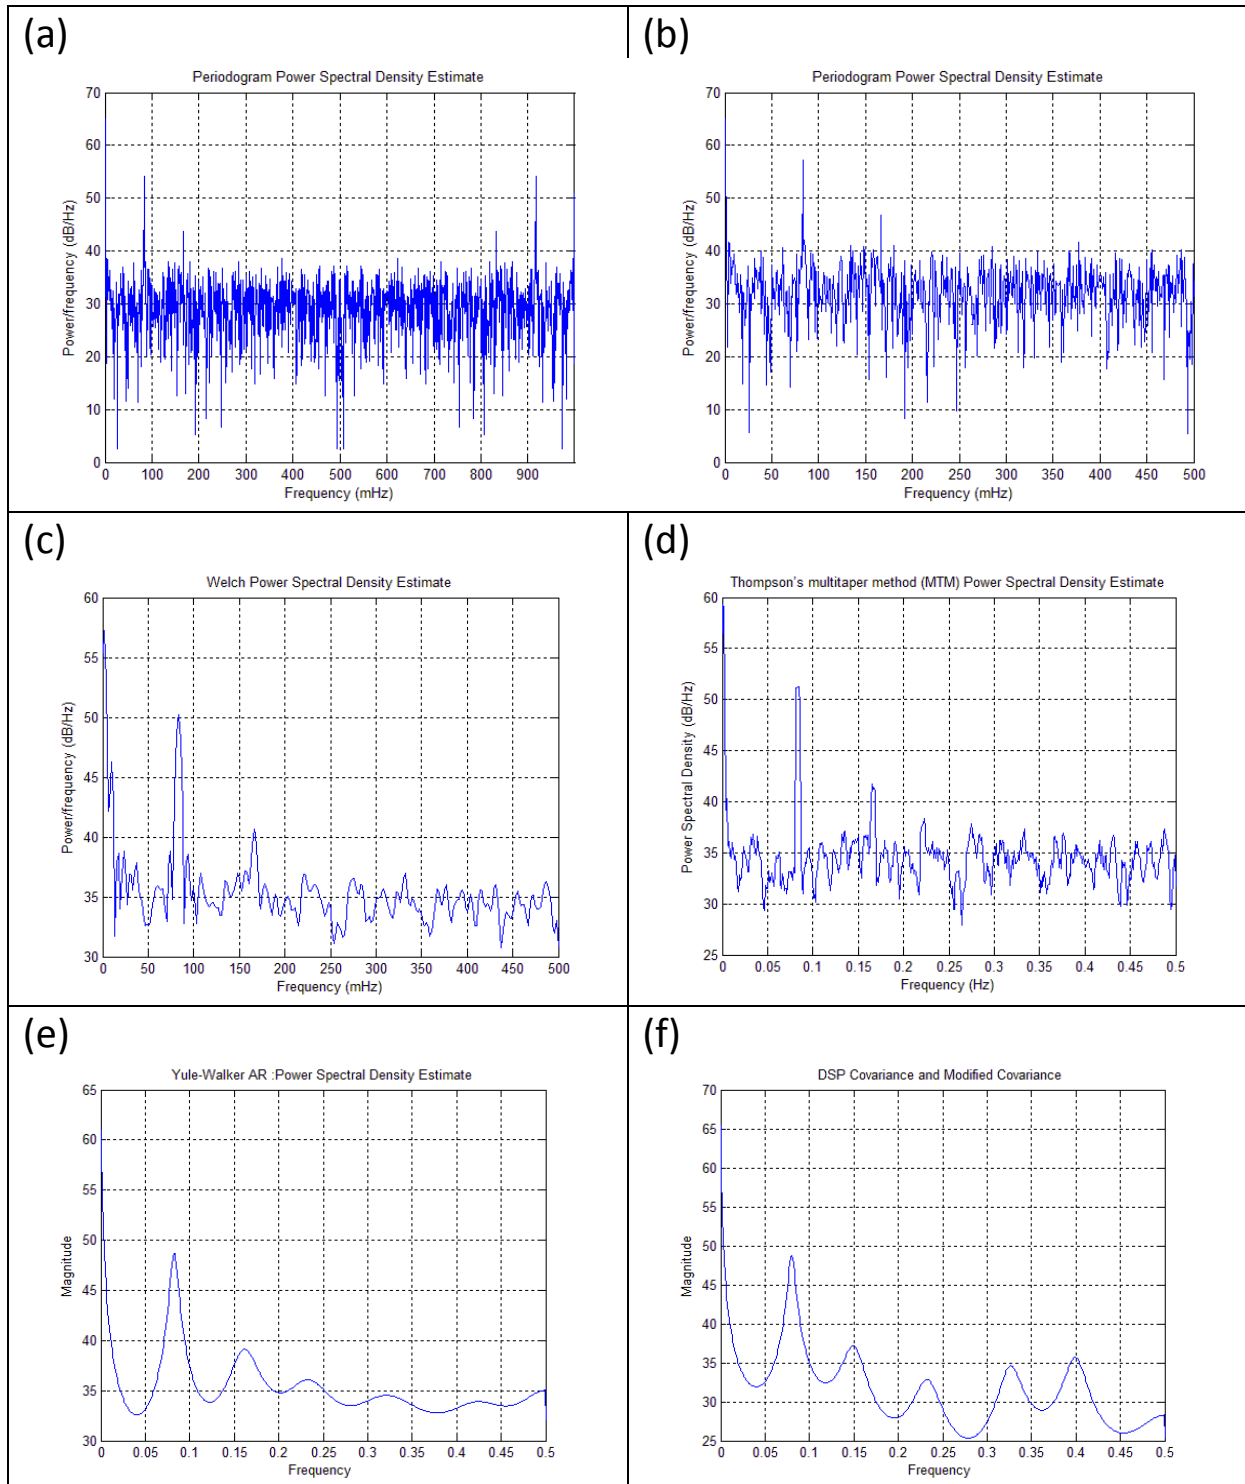 (a)
Periodogram Power Spectral Density Estimate
Power/frequency (dB/Hz)
70
60
50
40
30
20
10
0
0 100 200 300 400 500 600 700 800 900
Frequency (mHz)
(b)
Periodogram Power Spectral Density Estimate
Power/frequency (dB/Hz)
70
60
50
40
30
20
10
0
0 50 100 150 200 250 300 350 400 450 500
Frequency (mHz)
(c)
Welch Power Spectral Density Estimate
Power/frequency (dB/Hz)
60
55
50
45
40
35
30
0 50 100 150 200 250 300 350 400 450 500
Frequency (mHz)
(d)
Thompson's multitaper method (MTM) Power Spectral Density Estimate
Power Spectral Density (dB/Hz)
60
55
50
45
40
35
30
25
0 0.05 0.1 0.15 0.2 0.25 0.3 0.35 0.4 0.45 0.5
Frequency (Hz)
(e)
Yule-Walker AR :Power Spectral Density Estimate
Magnitude
65
60
55
50
45
40
35
30
0 0.05 0.1 0.15 0.2 0.25 0.3 0.35 0.4 0.45 0.5
Frequency
(f)
DSP Covariance and Modified Covariance
Magnitude
70
65
60
55
50
45
40
35
30
25
0 0.05 0.1 0.15 0.2 0.25 0.3 0.35 0.4 0.45 0.5
Frequency